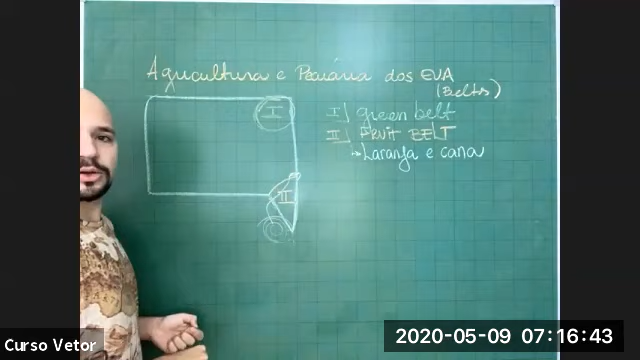 Agricultura e Pecuária dos EUA
(Belts)
I) green belt
II) FRUIT BELT
↳ Laranja e cana
I
II
Curso Vetor
2020-05-09 07:16:43